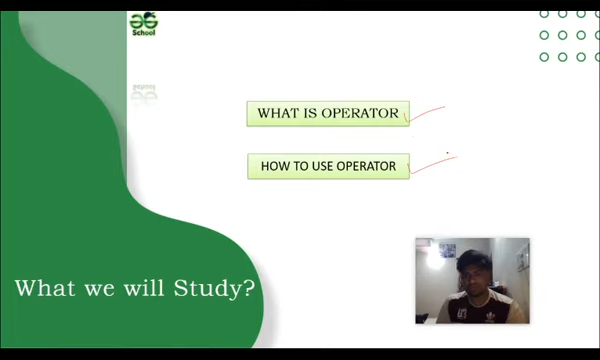 School
WHAT IS OPERATOR
HOW TO USE OPERATOR
What we will Study?